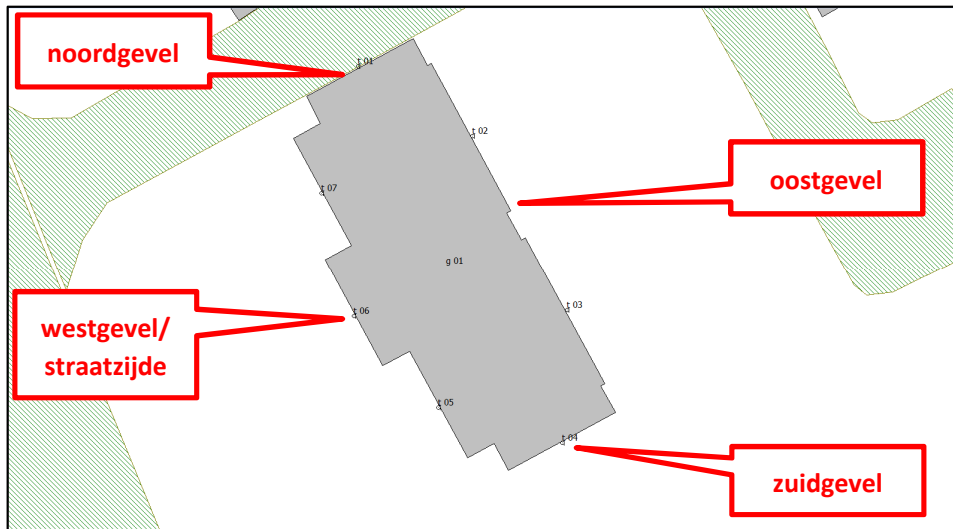 noordgevel
t 01
t 02
oostgevel
t 07
g 01
westgevel/
straatzijde
t 06
t 03
t 05
t 04
zuidgevel